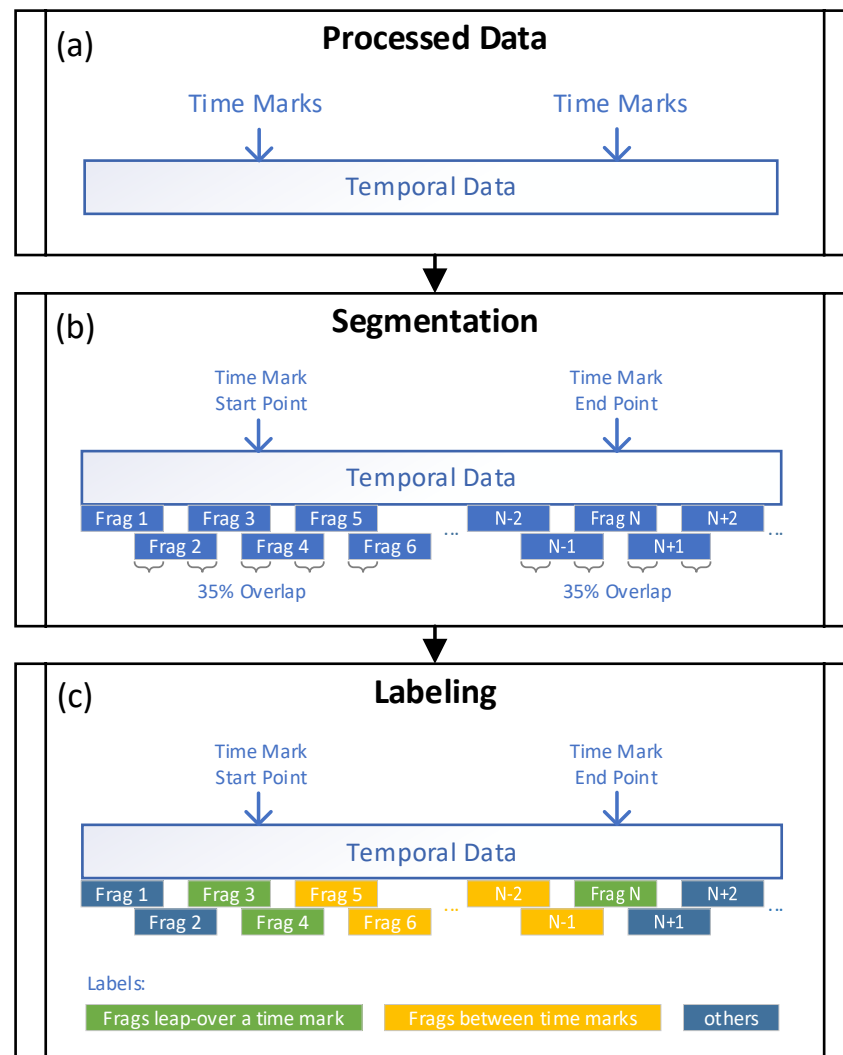 (a)
Processed Data
Time Marks
Time Marks
Temporal Data
(b)
Segmentation
Time Mark
Start Point
Time Mark
End Point
Temporal Data
Frag 1 Frag 3 Frag 5 ... N-2 Frag N N+2 ...
Frag 2 Frag 4 Frag 6 N-1 N+1
35% Overlap 35% Overlap
(c)
Labeling
Time Mark
Start Point
Time Mark
End Point
Temporal Data
Frag 1 Frag 3 Frag 5 ... N-2 Frag N N+2 ...
Frag 2 Frag 4 Frag 6 N-1 N+1
Labels:
Frags leap-over a time mark Frags between time marks others